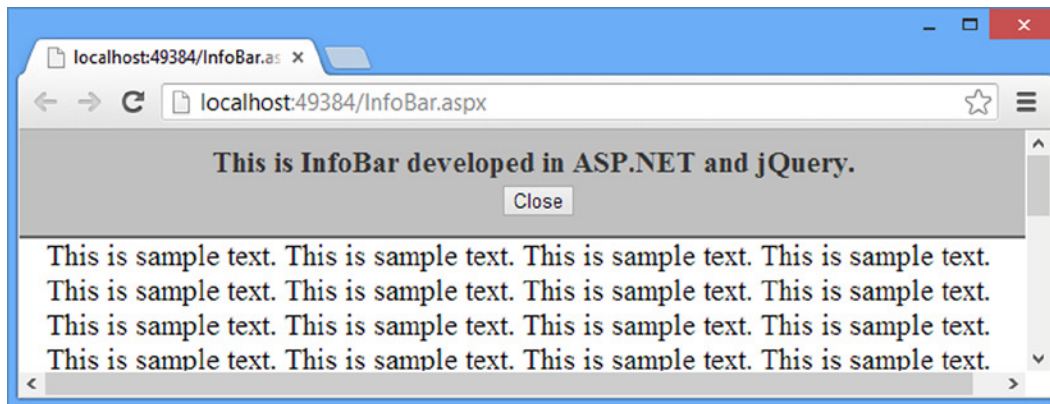 localhost:49384/InfoBar.as
localhost:49384/InfoBar.aspx
This is InfoBar developed in ASP.NET and jQuery.
Close
This is sample text. This is sample text. This is sample text. This is sample text.
This is sample text. This is sample text. This is sample text. This is sample text.
This is sample text. This is sample text. This is sample text. This is sample text.
This is sample text. This is sample text. This is sample text. This is sample text.